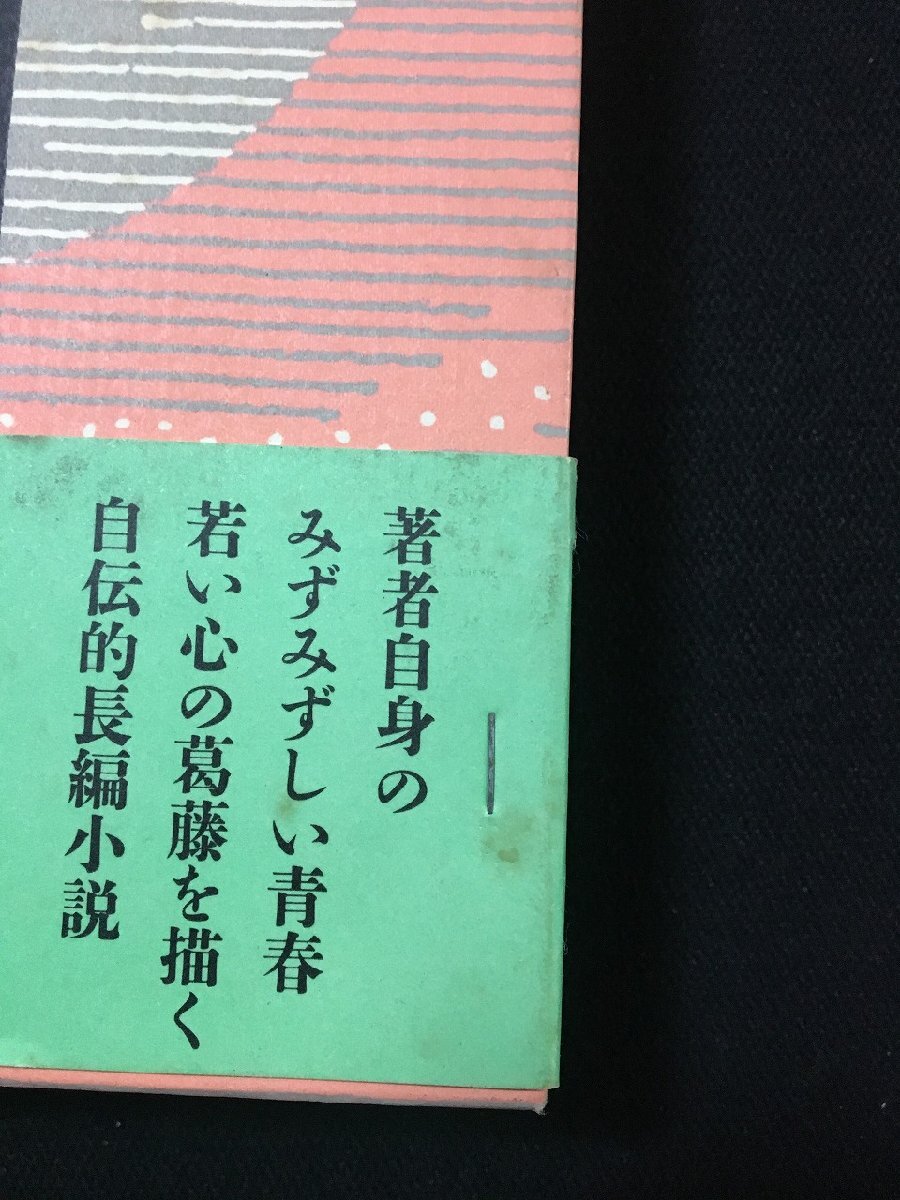 著者自身の
みずみずしい青春
若い心の葛藤を描く
自伝的長編小説